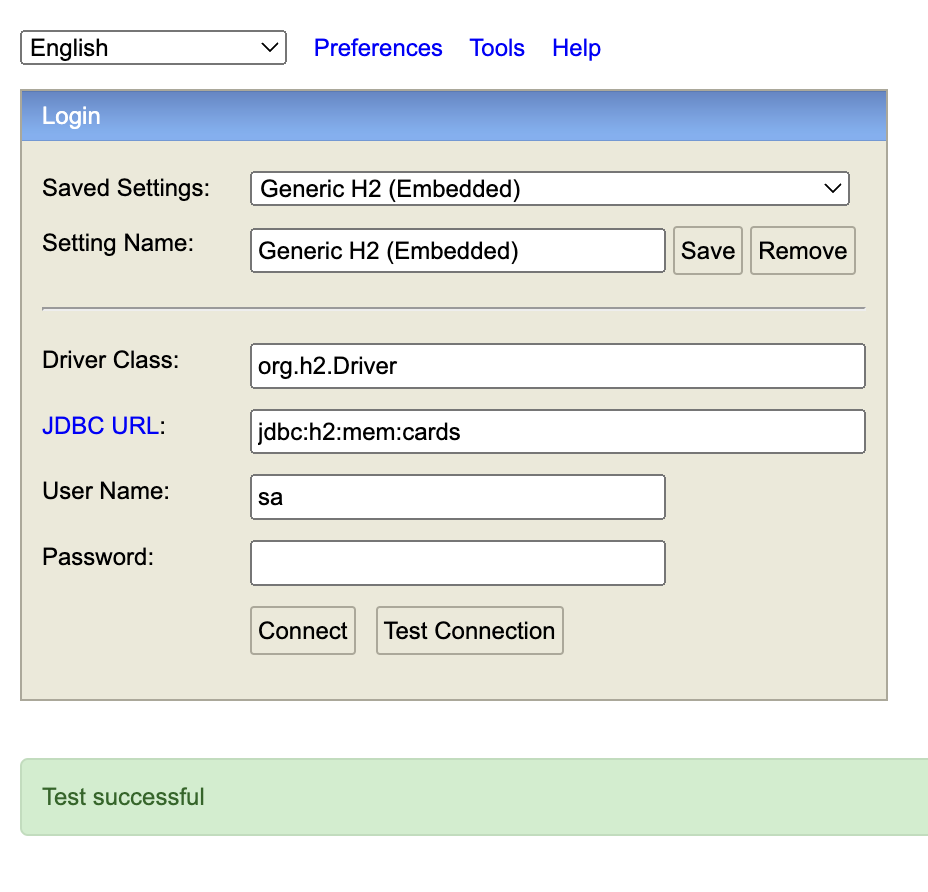 English Preferences Tools Help
Login
Saved Settings: Generic H2 (Embedded)
Setting Name: Generic H2 (Embedded) Save Remove
Driver Class: org.h2.Driver
JDBC URL: jdbc:h2:mem:cards
User Name: sa
Password:
Connect Test Connection
Test successful